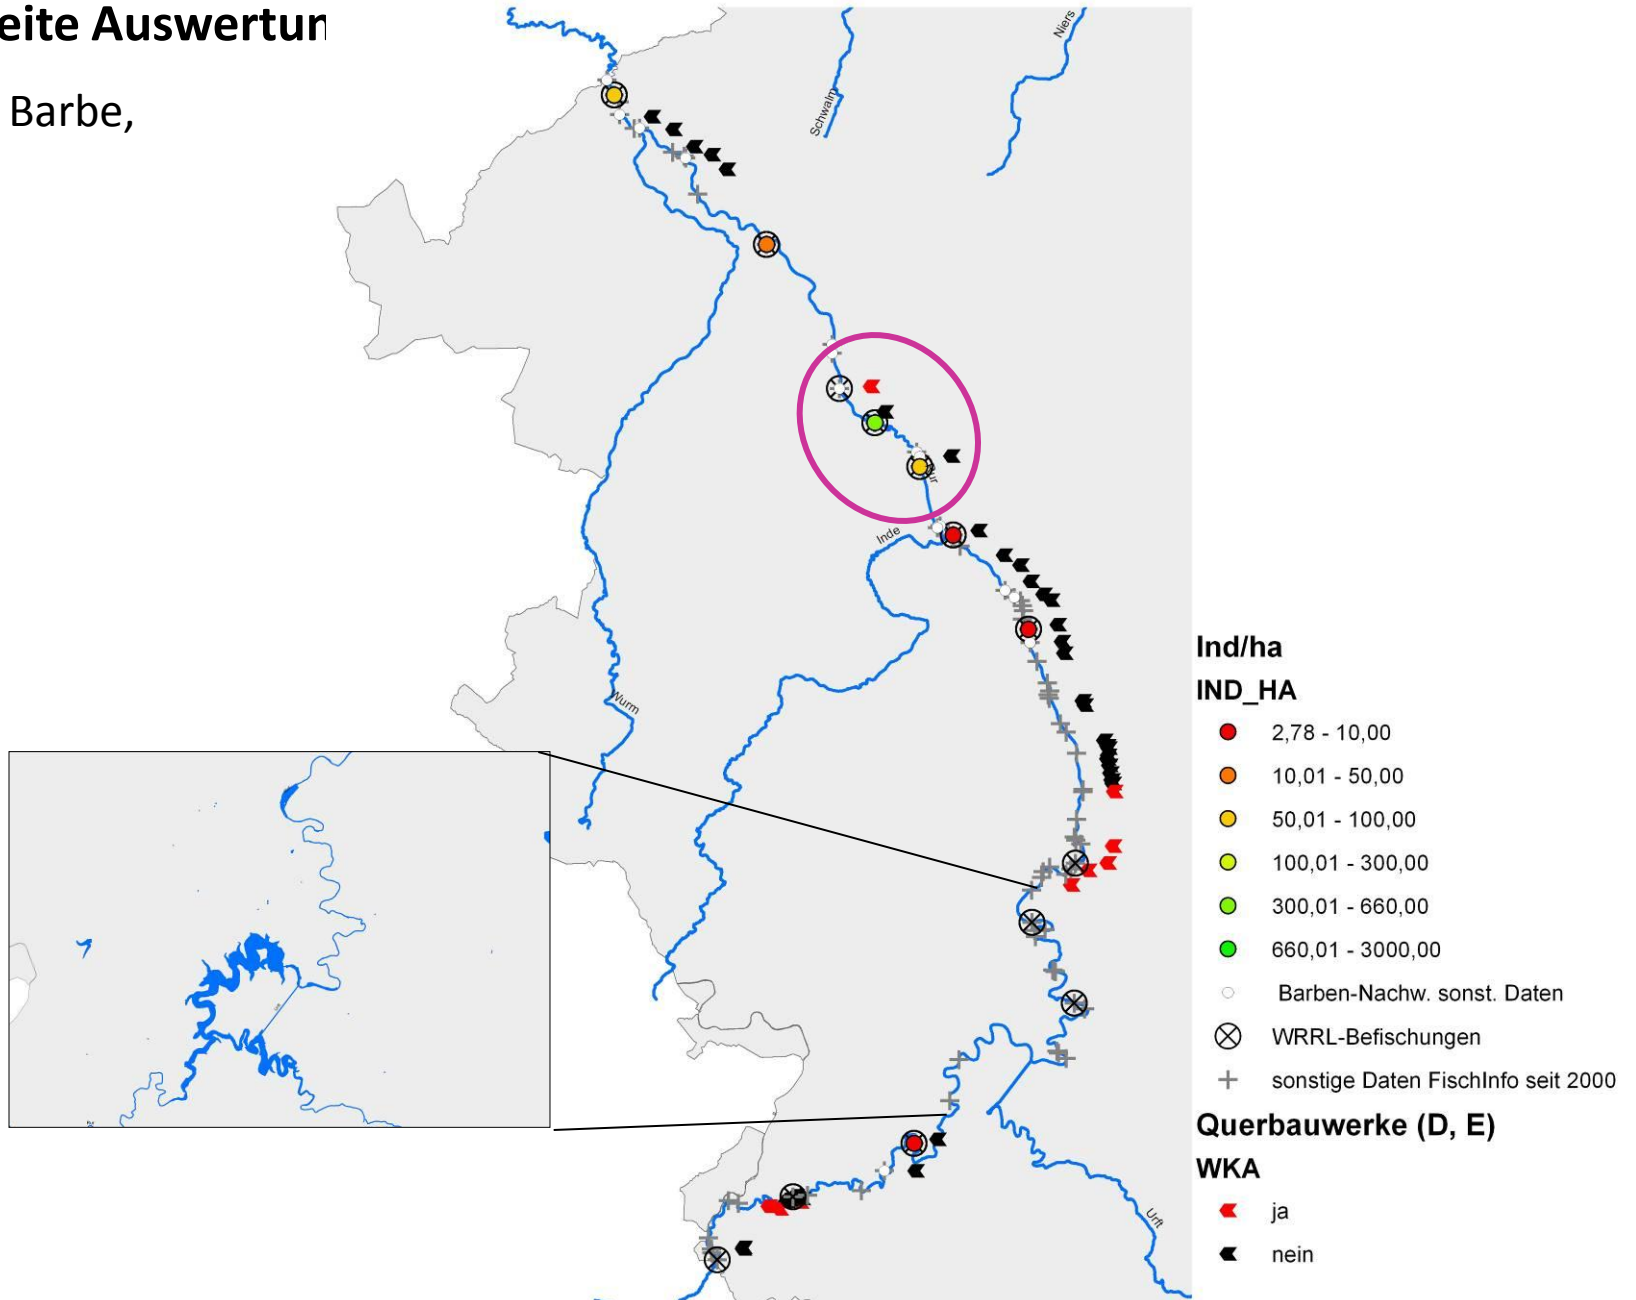 eite Auswertun
Barbe,
Niers
Schwalm
Inde
Wurm
Urft
Ind/ha
IND_HA
2,78 - 10,00
10,01 - 50,00
50,01 - 100,00
100,01 - 300,00
300,01 - 660,00
660,01 - 3000,00
Barben-Nachw. sonst. Daten
WRRL-Befischungen
sonstige Daten FischInfo seit 2000
Querbauwerke (D, E)
WKA
ja
nein